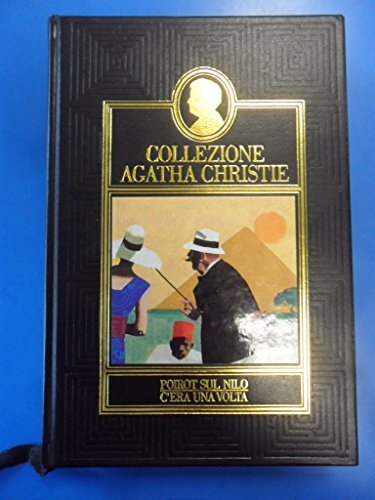 COLLEZIONE
AGATHA CHRISTIE
POIROT SUL NILO
C'ERA UNA VOLTA